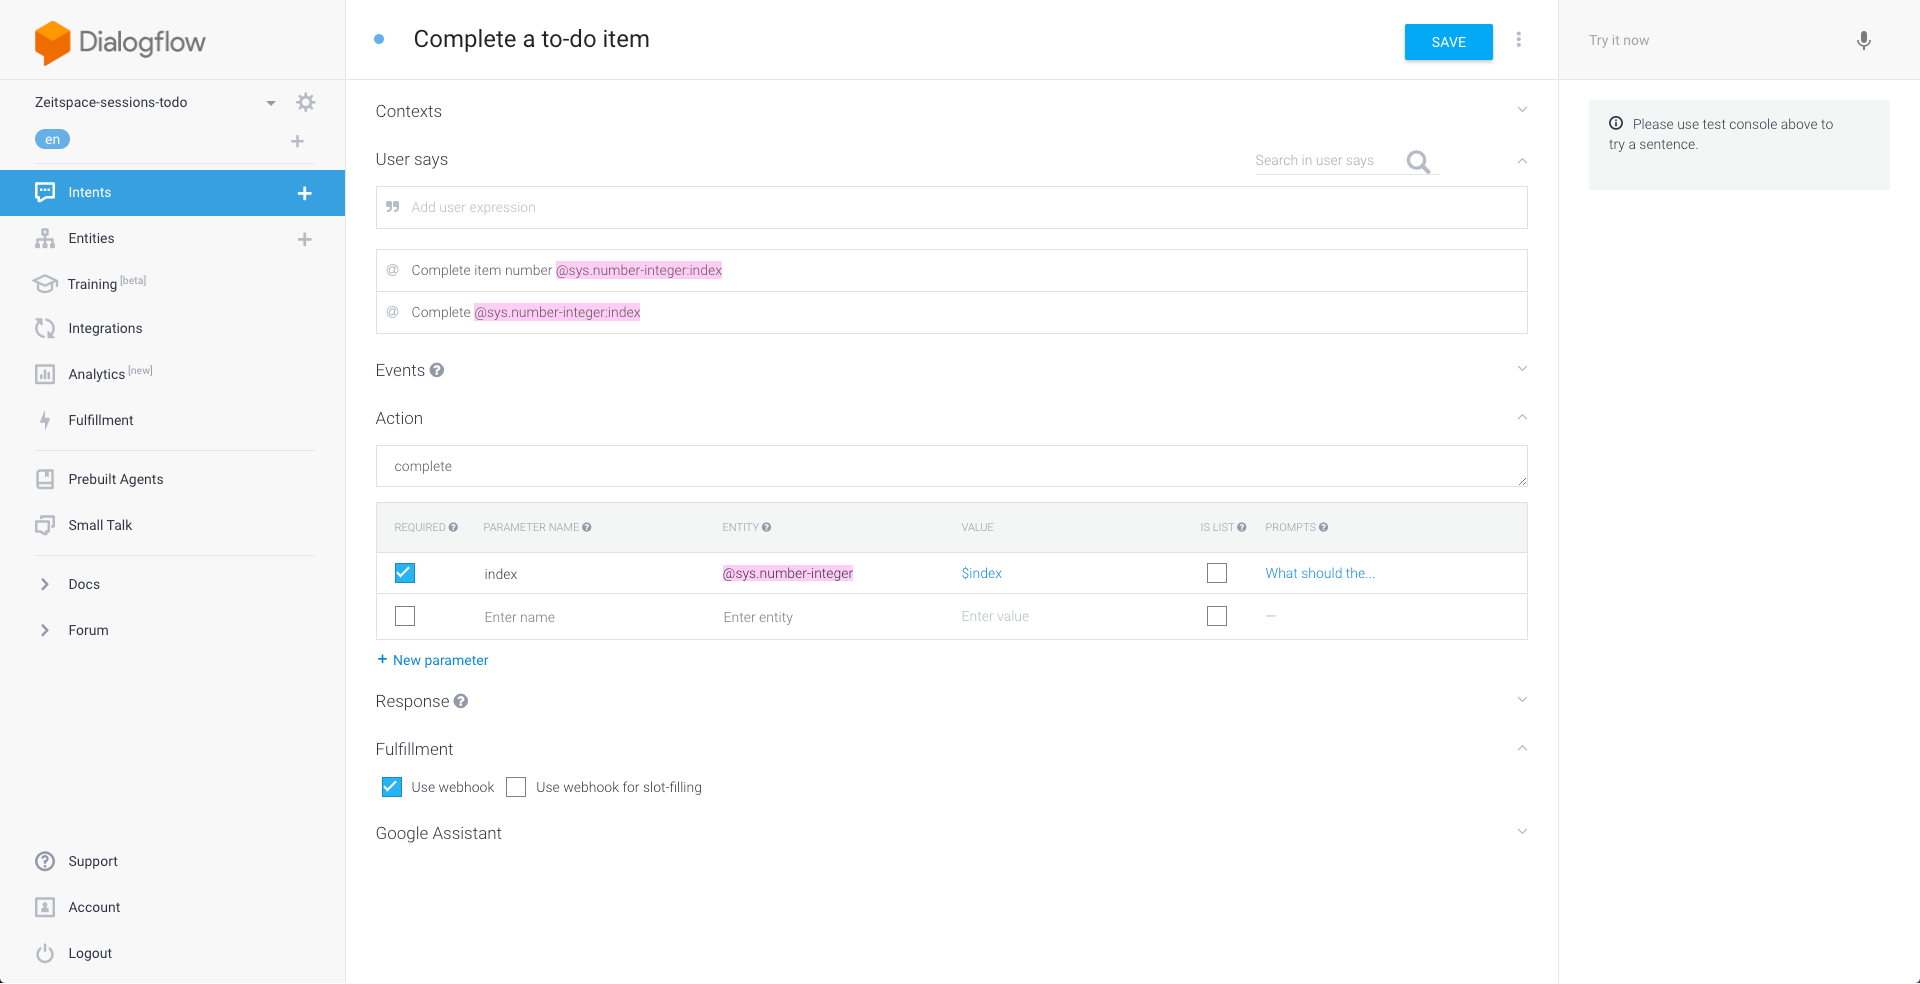 Dialogflow
Zeitspace-sessions-todo
en
Intents
Entities
Training [beta]
Integrations
Analytics [new]
Fulfillment
Prebuilt Agents
Small Talk
Docs
Forum
Support
Account
Logout
Complete a to-do item
SAVE
Contexts
User says
Search in user says
Add user expression
@ Complete item number @sys.number-integer:index
@ Complete @sys.number-integer:index
Events
Action
complete
REQUIRED PARAMETER NAME ENTITY VALUE IS LIST PROMPTS
index @sys.number-integer $index What should the...
Enter name Enter entity Enter value —
+ New parameter
Response
Fulfillment
Use webhook Use webhook for slot-filling
Google Assistant
Try it now
Please use test console above to
try a sentence.